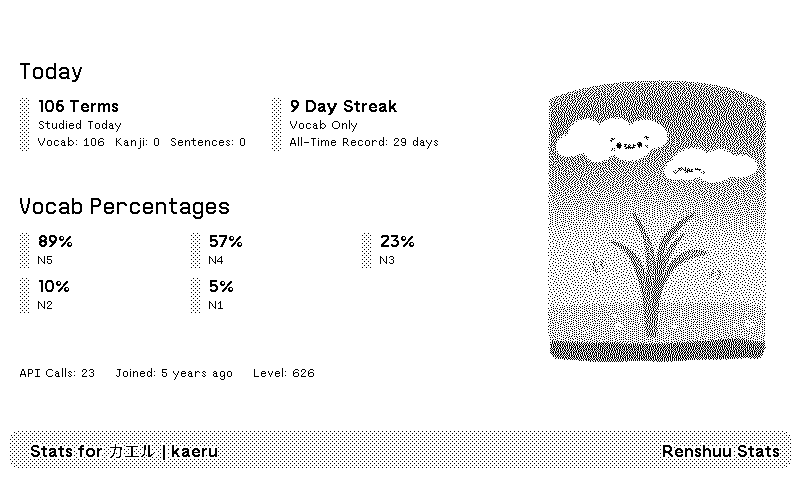 Today
106 Terms
Studied Today
Vocab: 106 Kanji: 0 Sentences: 0
9 Day Streak
Vocab Only
All-Time Record: 29 days
Vocab Percentages
89%
N5
57%
N4
23%
N3
10%
N2
5%
N1
API Calls: 23 Joined: 5 years ago Level: 626
Stats for カエル | kaeru
Renshuu Stats